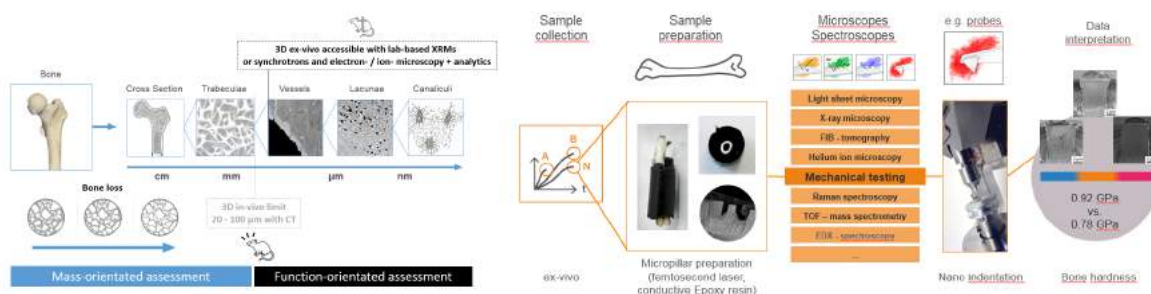 3D ex-vivo accessible with lab-based XRMs
or synchrotrons and electron- / ion- microscopy + analytics
Bone
Cross Section
Trabeculae
Vessels
Lacunae
Canaliculi
cm
mm
µm
nm
Bone loss
3D in-vivo limit
20 - 100 µm with CT
Mass-orientated assessment
Function-orientated assessment
Sample
collection
A
B
N
t
ex-vivo
Sample
preparation
Micropillar preparation
(femtosecond laser,
conductive Epoxy resin)
Microscopes
Spectroscopes
Light sheet microscopy
X-ray microscopy
FIB - tomography
Helium ion microscopy
Mechanical testing
Raman spectroscopy
TOF – mass spectrometry
EDX - spectroscopy
...
e.g. probes
Nano indentation
Data
interpretation
0.92 GPa
vs.
0.78 GPa
Bone hardness